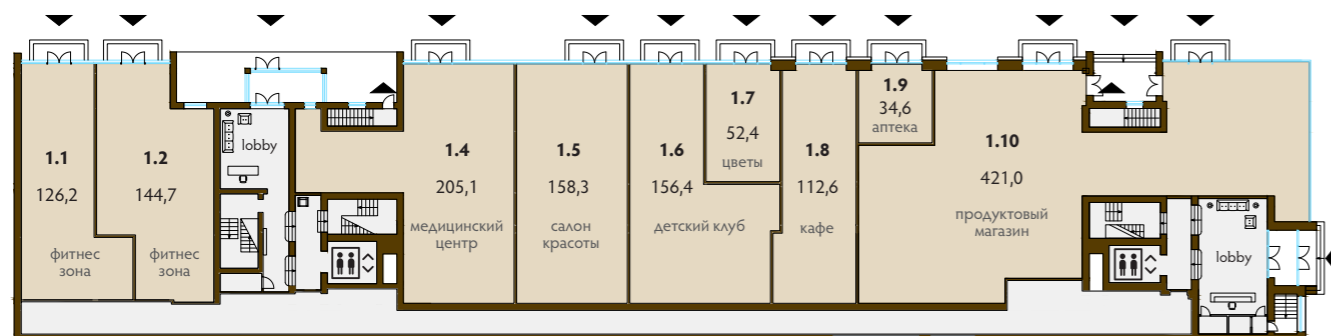 1.1
126,2
фитнес
зона
1.2
144,7
фитнес
зона
lobby
1.4
205,1
медицинский
центр
1.5
158,3
салон
красоты
1.6
156,4
детский клуб
1.7
52,4
цветы
1.8
112,6
кафе
1.9
34,6
аптека
1.10
421,0
продуктовый
магазин
lobby